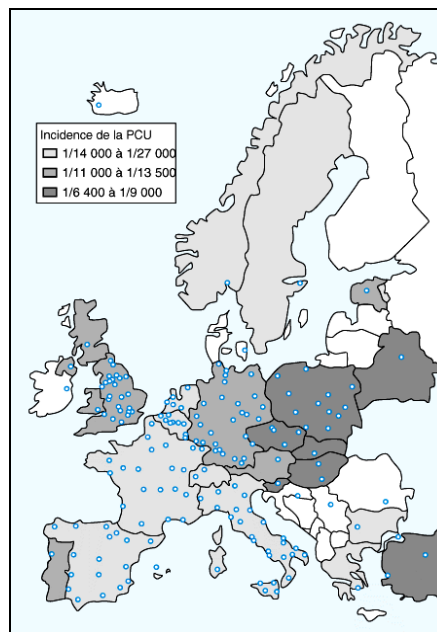 Incidence de la PCU
1/14 000 à 1/27 000
1/11 000 à 1/13 500
1/6 400 à 1/9 000